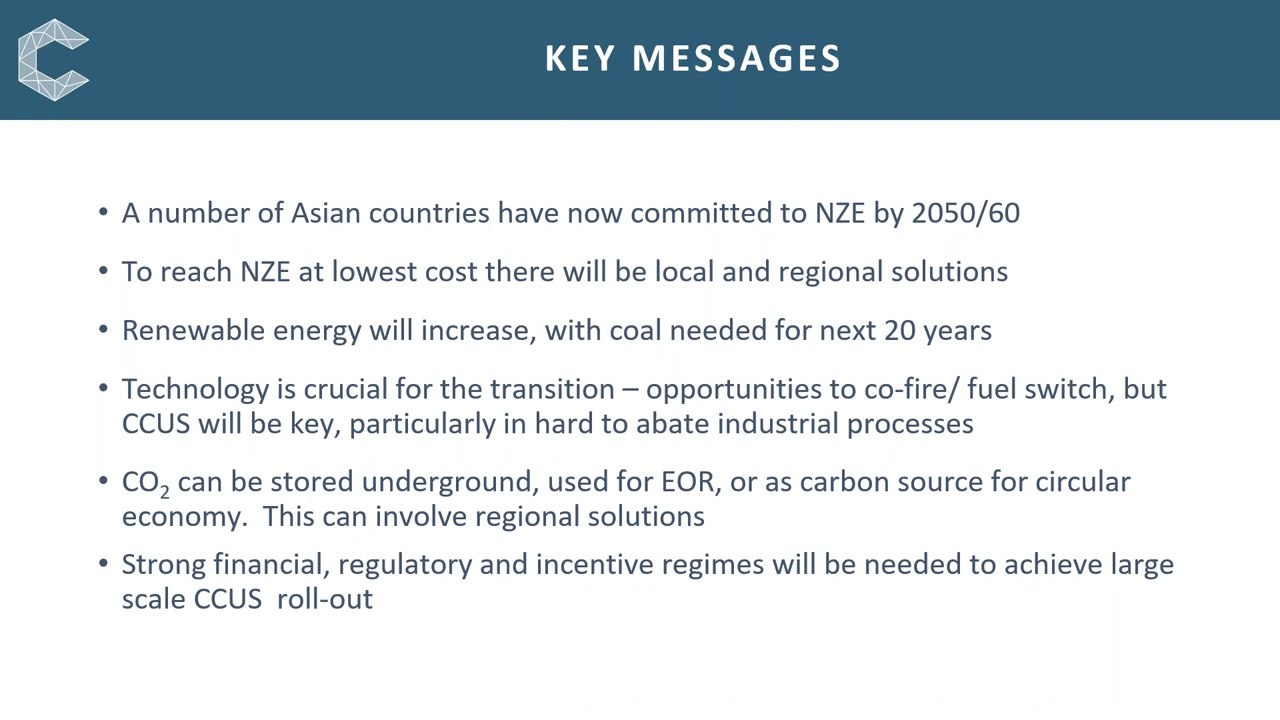 KEY MESSAGES
• A number of Asian countries have now committed to NZE by 2050/60
• To reach NZE at lowest cost there will be local and regional solutions
• Renewable energy will increase, with coal needed for next 20 years
• Technology is crucial for the transition – opportunities to co-fire/ fuel switch, but
CCUS will be key, particularly in hard to abate industrial processes
• CO₂ can be stored underground, used for EOR, or as carbon source for circular
economy.  This can involve regional solutions
• Strong financial, regulatory and incentive regimes will be needed to achieve large
scale CCUS  roll-out